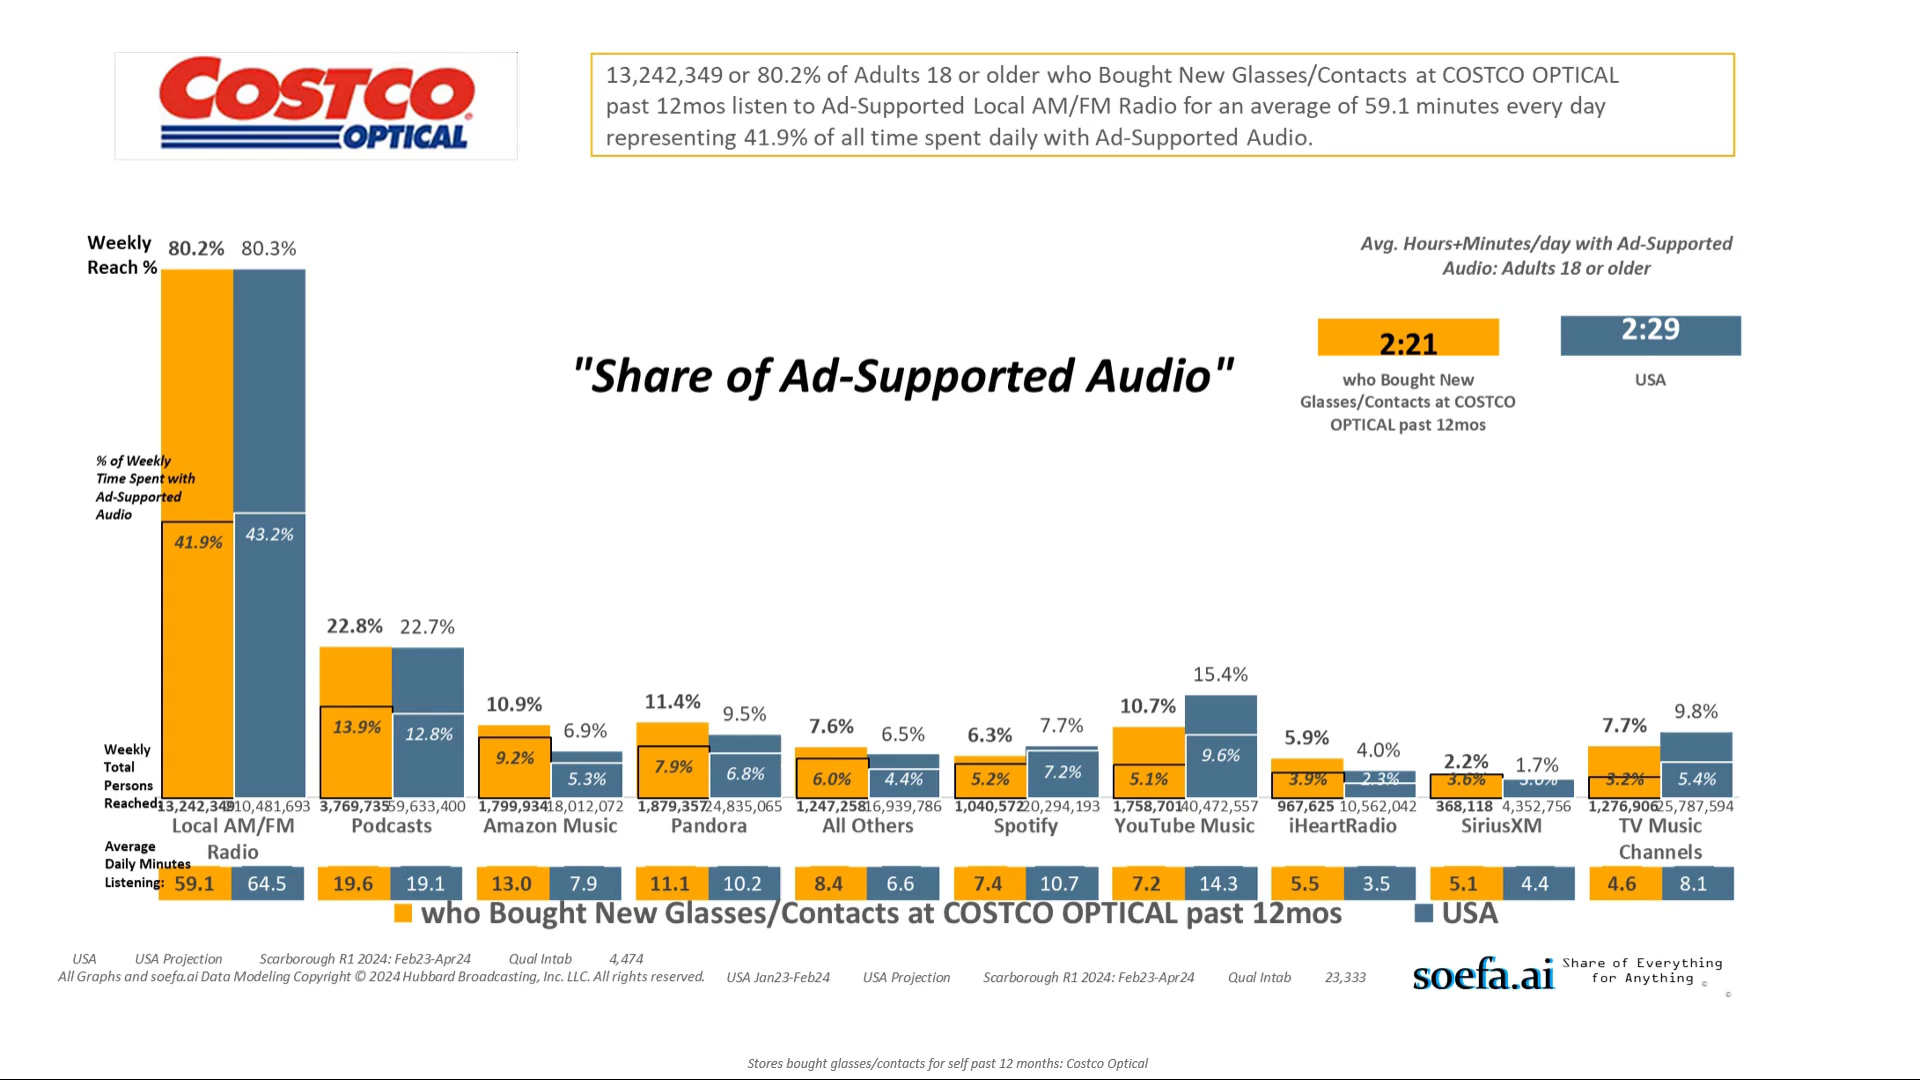 COSTCO
OPTICAL
13,242,349 or 80.2% of Adults 18 or older who Bought New Glasses/Contacts at COSTCO OPTICAL
past 12mos listen to Ad-Supported Local AM/FM Radio for an average of 59.1 minutes every day
representing 41.9% of all time spent daily with Ad-Supported Audio.
Weekly
Reach %
80.2% 80.3%
Avg. Hours+Minutes/day with Ad-Supported
Audio: Adults 18 or older
2:21 2:29
who Bought New
Glasses/Contacts at COSTCO
OPTICAL past 12mos
USA
"Share of Ad-Supported Audio"
% of Weekly
Time Spent with
Ad-Supported
Audio
41.9% 43.2%
22.8% 22.7%
13.9% 12.8%
10.9% 6.9%
9.2% 5.3%
11.4% 9.5%
7.9% 6.8%
7.6% 6.5%
6.0% 4.4%
6.3% 7.7%
5.2% 7.2%
10.7% 15.4%
5.1% 9.6%
5.9% 4.0%
3.9% 2.3%
2.2% 1.7%
3.6% 3.0%
7.7% 9.8%
3.2% 5.4%
Weekly
Total
Persons
Reached:
13,242,349 210,481,693 3,769,735 59,633,400 1,799,934 18,012,072 1,879,357 24,835,065 1,247,258 16,939,786 1,040,572 20,294,193 1,758,701 40,472,557 967,625 10,562,042 368,118 4,352,756 1,276,906 25,787,594
Local AM/FM
Radio
Podcasts
Amazon Music
Pandora
All Others
Spotify
YouTube Music
iHeartRadio
SiriusXM
TV Music
Channels
Average
Daily Minutes
Listening:
59.1 64.5 19.6 19.1 13.0 7.9 11.1 10.2 8.4 6.6 7.4 10.7 7.2 14.3 5.5 3.5 5.1 4.4 4.6 8.1
who Bought New Glasses/Contacts at COSTCO OPTICAL past 12mos USA
USA USA Projection Scarborough R1 2024: Feb23-Apr24 Qual Intab 4,474
All Graphs and soefa.ai Data Modeling Copyright © 2024 Hubbard Broadcasting, Inc. LLC. All rights reserved.
USA Jan23-Feb24 USA Projection Scarborough R1 2024: Feb23-Apr24 Qual Intab 23,333
soefa.ai
Share of Everything
for Anything ©
©
Stores bought glasses/contacts for self past 12 months: Costco Optical